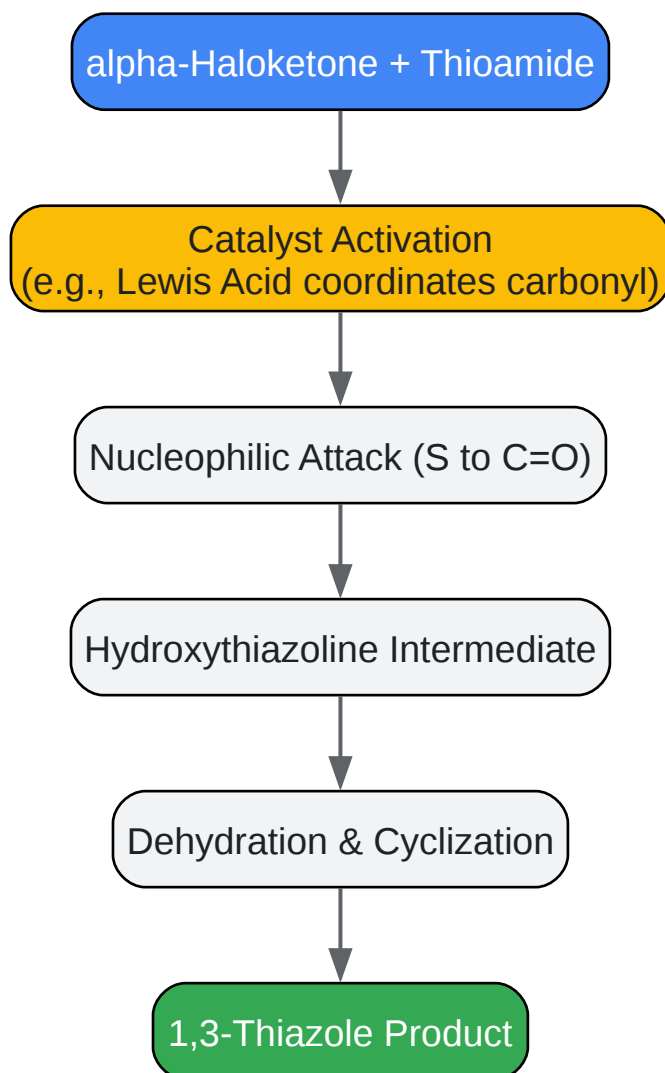 alpha-Haloketone + Thioamide
Catalyst Activation
(e.g., Lewis Acid coordinates carbonyl)
Nucleophilic Attack (S to C=O)
Hydroxythiazoline Intermediate
Dehydration & Cyclization
1,3-Thiazole Product